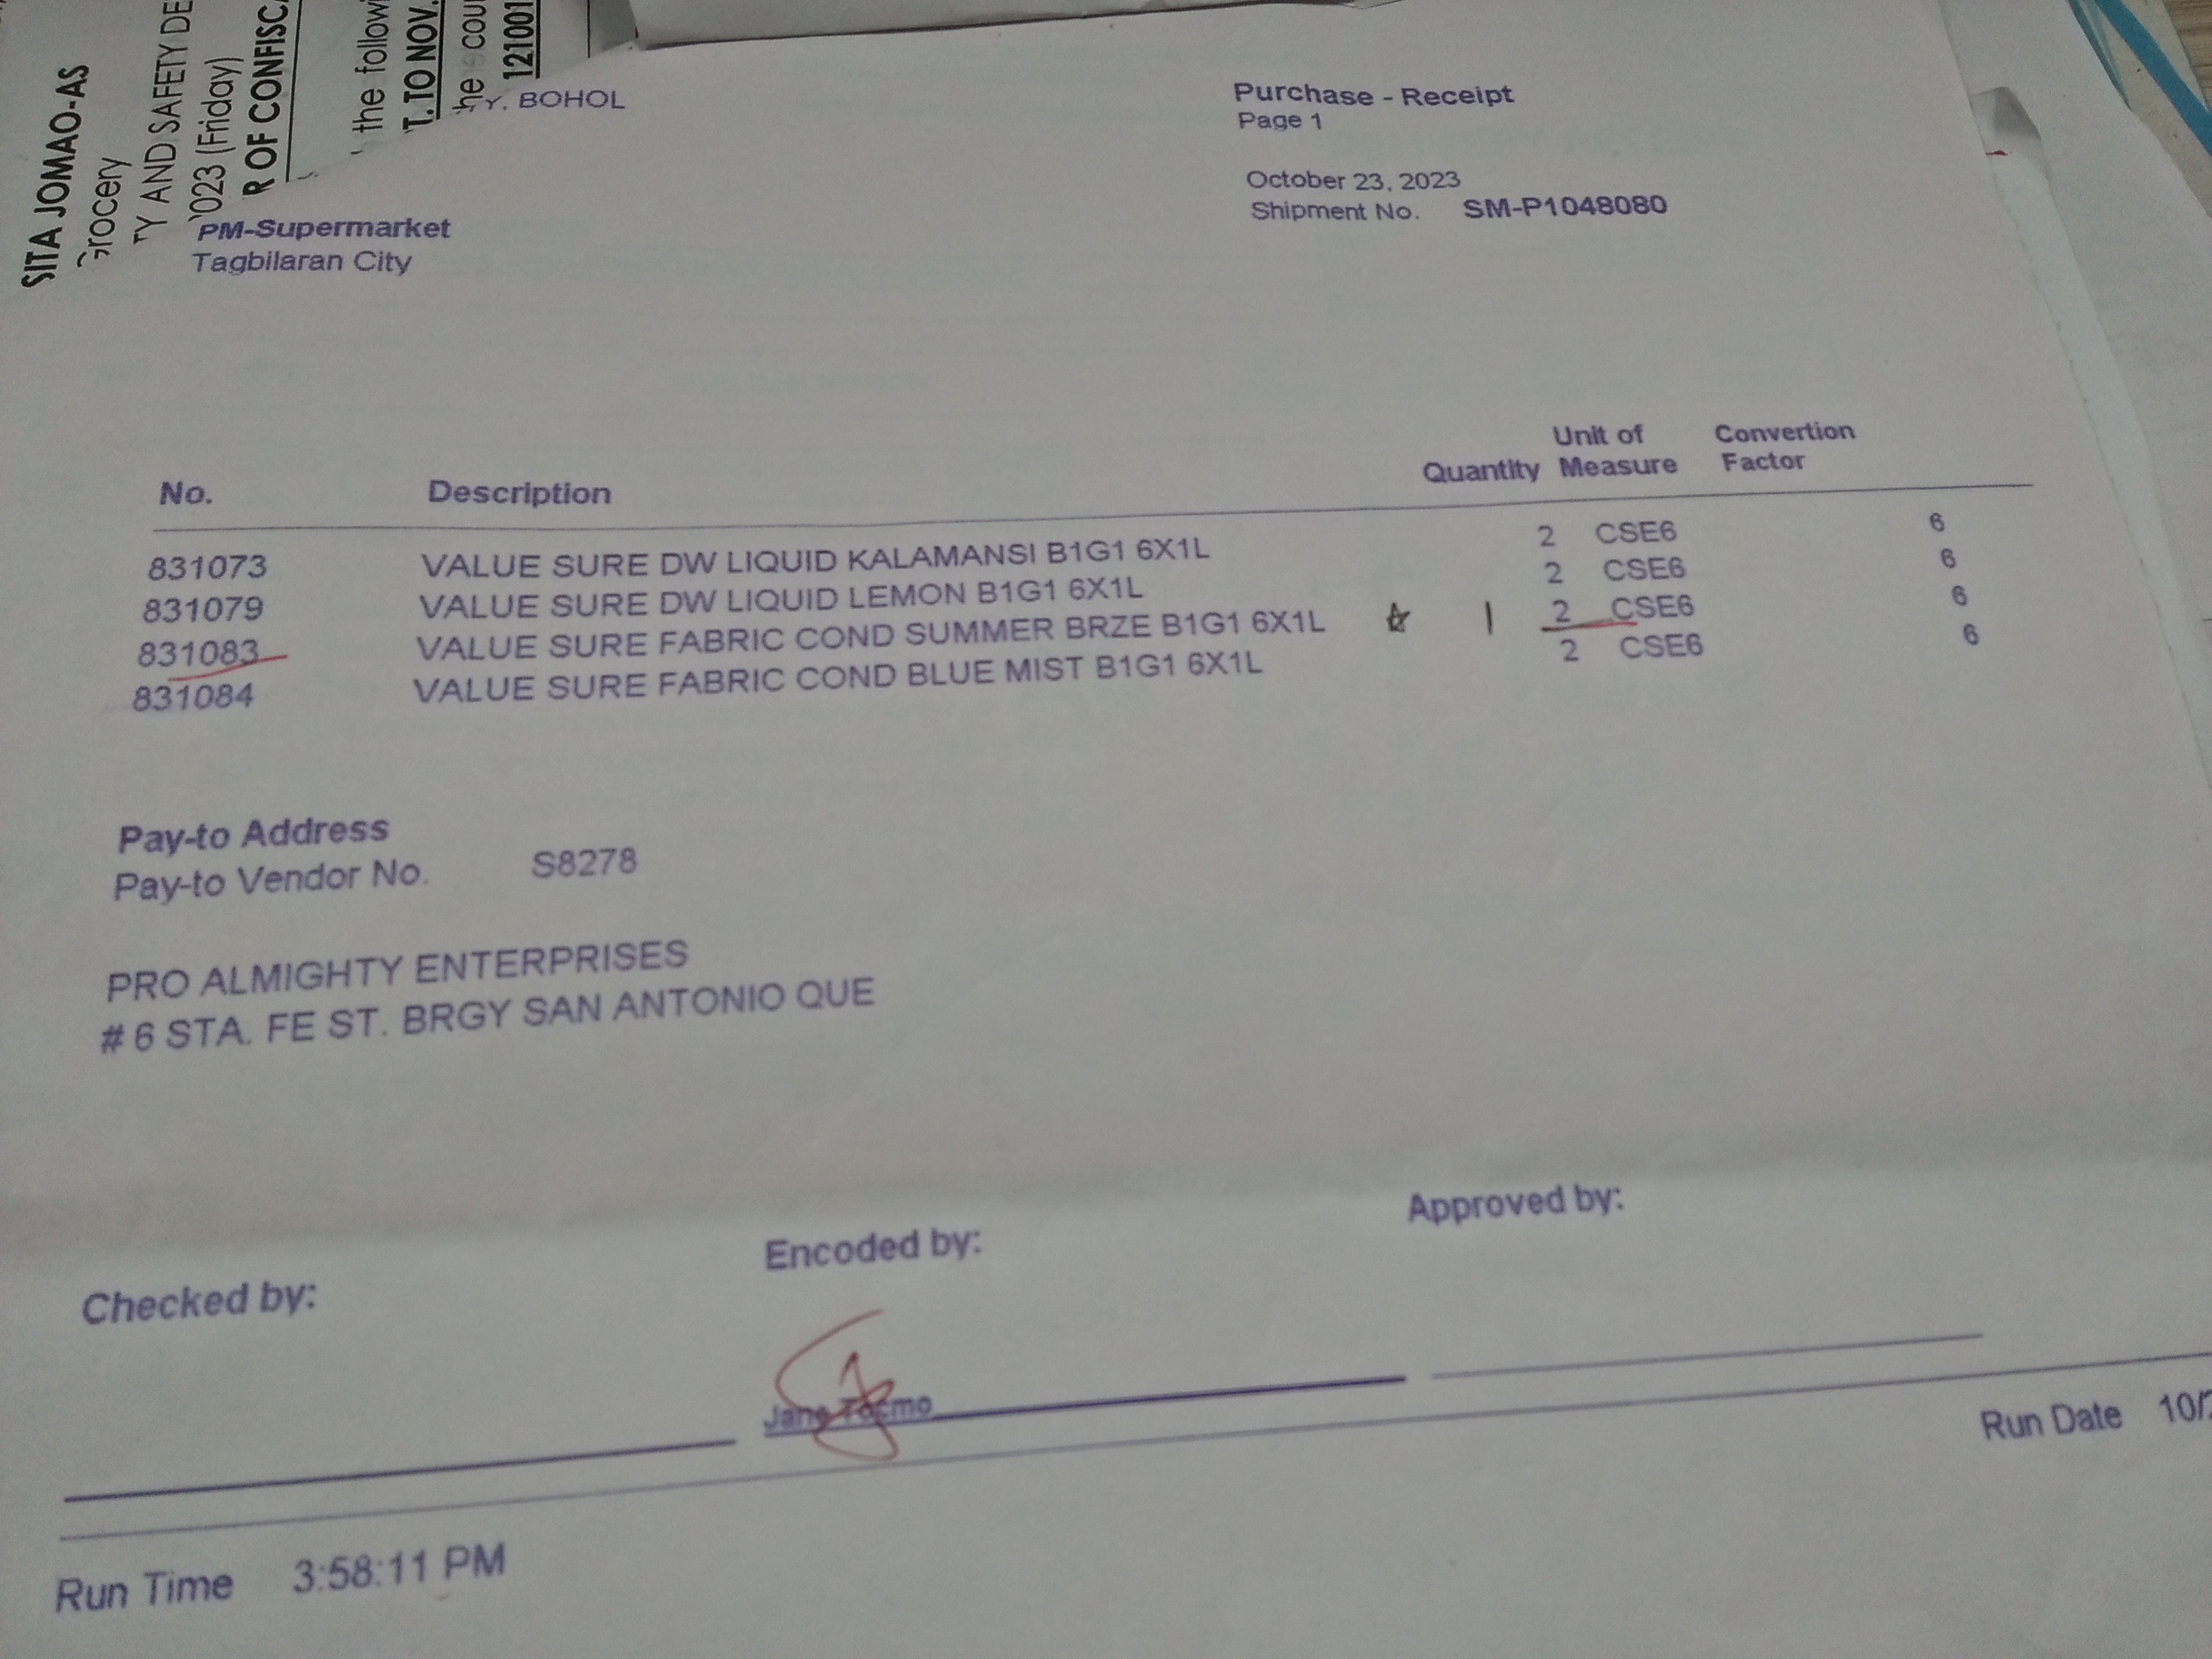 SITA JOMAO-AS
Grocery
TY AND SAFETY DE
023 (Friday)
R OF CONFISCA
the followi
T. TO NOV.
he cou
121001
Y. BOHOL
Purchase - Receipt
Page 1
October 23, 2023
Shipment No. SM-P1048080
PM-Supermarket
Tagbilaran City
No. Description Quantity Unit of Measure Convertion Factor
831073 VALUE SURE DW LIQUID KALAMANSI B1G1 6X1L 2 CSE6 6
831079 VALUE SURE DW LIQUID LEMON B1G1 6X1L 2 CSE6 6
831083 VALUE SURE FABRIC COND SUMMER BRZE B1G1 6X1L ☆ 1 2 CSE6 6
831084 VALUE SURE FABRIC COND BLUE MIST B1G1 6X1L 2 CSE6 6
Pay-to Address
Pay-to Vendor No. S8278
PRO ALMIGHTY ENTERPRISES
# 6 STA. FE ST. BRGY SAN ANTONIO QUE
Checked by: Encoded by: Approved by:
Jane
Run Date 10/2
Run Time 3:58:11 PM